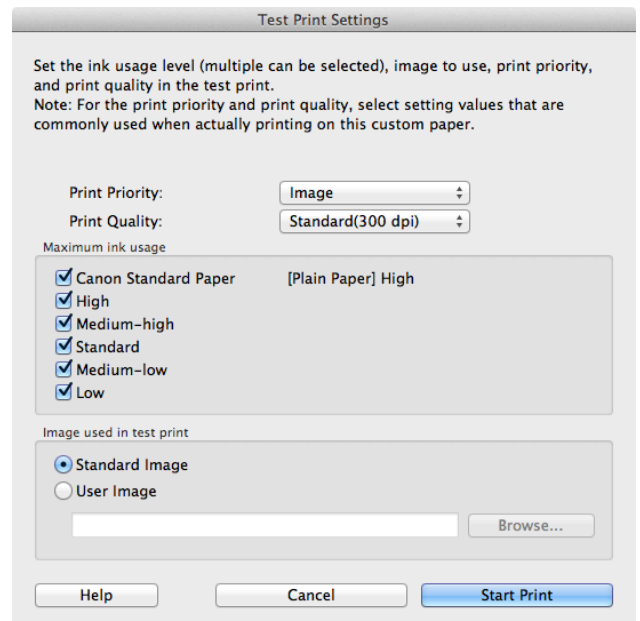 Test Print Settings
Set the ink usage level (multiple can be selected), image to use, print priority,
and print quality in the test print.
Note: For the print priority and print quality, select setting values that are
commonly used when actually printing on this custom paper.
Print Priority: Image
Print Quality: Standard(300 dpi)
Maximum ink usage
Canon Standard Paper [Plain Paper] High
High
Medium-high
Standard
Medium-low
Low
Image used in test print
Standard Image
User Image
Browse...
Help Cancel Start Print